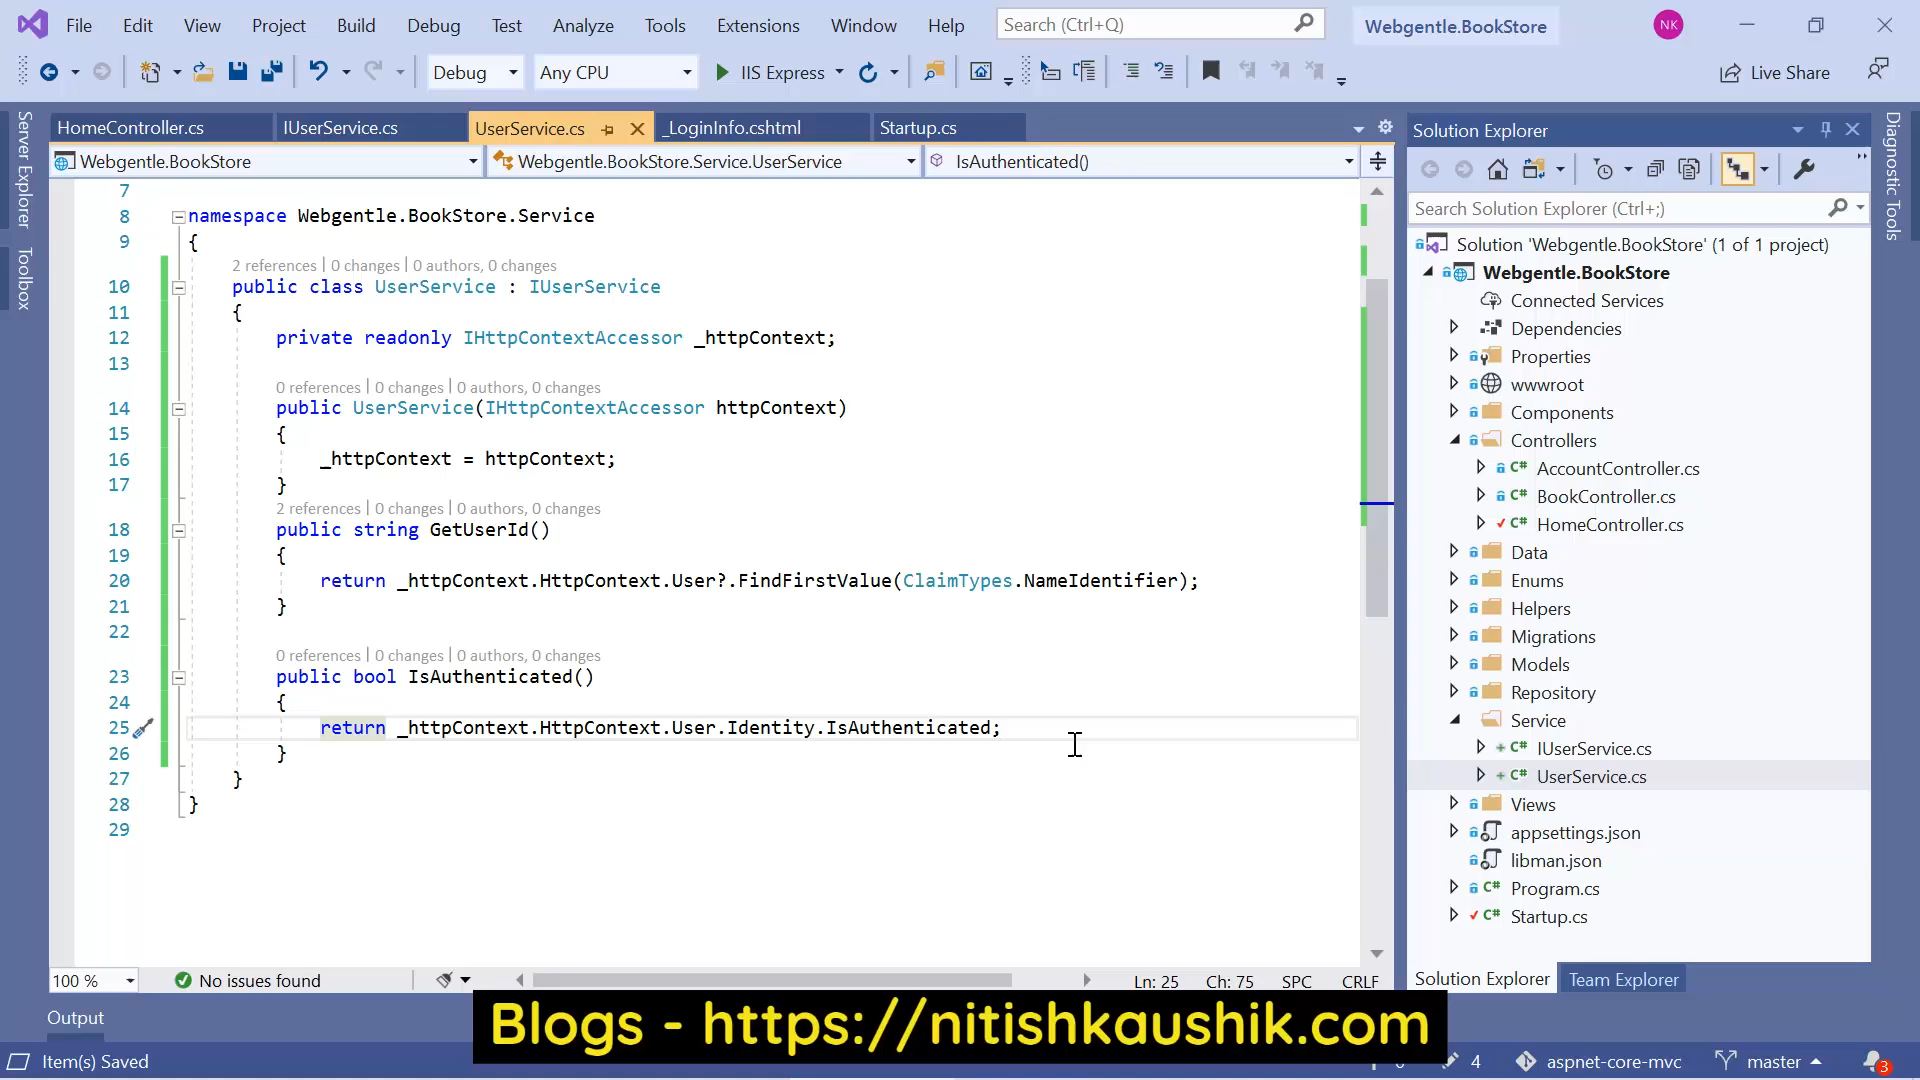 File Edit View Project Build Debug Test Analyze Tools Extensions Window Help Search (Ctrl+Q) Webgentle.BookStore NK
Debug Any CPU IIS Express Live Share
Server Explorer
Toolbox
HomeController.cs IUserService.cs UserService.cs _LoginInfo.cshtml Startup.cs
Webgentle.BookStore Webgentle.BookStore.Service.UserService IsAuthenticated()
7
8 namespace Webgentle.BookStore.Service
9 {
2 references | 0 changes | 0 authors, 0 changes
10 public class UserService : IUserService
11 {
12 private readonly IHttpContextAccessor _httpContext;
13
0 references | 0 changes | 0 authors, 0 changes
14 public UserService(IHttpContextAccessor httpContext)
15 {
16 _httpContext = httpContext;
17 }
2 references | 0 changes | 0 authors, 0 changes
18 public string GetUserId()
19 {
20 return _httpContext.HttpContext.User?.FindFirstValue(ClaimTypes.NameIdentifier);
21 }
22
0 references | 0 changes | 0 authors, 0 changes
23 public bool IsAuthenticated()
24 {
25 return _httpContext.HttpContext.User.Identity.IsAuthenticated;
26 }
27 }
28 }
29
100 % No issues found Ln: 25 Ch: 75 SPC CRLF
Solution Explorer
Search Solution Explorer (Ctrl+;)
Solution 'Webgentle.BookStore' (1 of 1 project)
Webgentle.BookStore
Connected Services
Dependencies
Properties
wwwroot
Components
Controllers
C# AccountController.cs
C# BookController.cs
C# HomeController.cs
Data
Enums
Helpers
Migrations
Models
Repository
Service
C# IUserService.cs
C# UserService.cs
Views
appsettings.json
libman.json
C# Program.cs
C# Startup.cs
Solution Explorer Team Explorer
Diagnostic Tools
Output
Blogs - https://nitishkaushik.com
Item(s) Saved 4 aspnet-core-mvc master 3